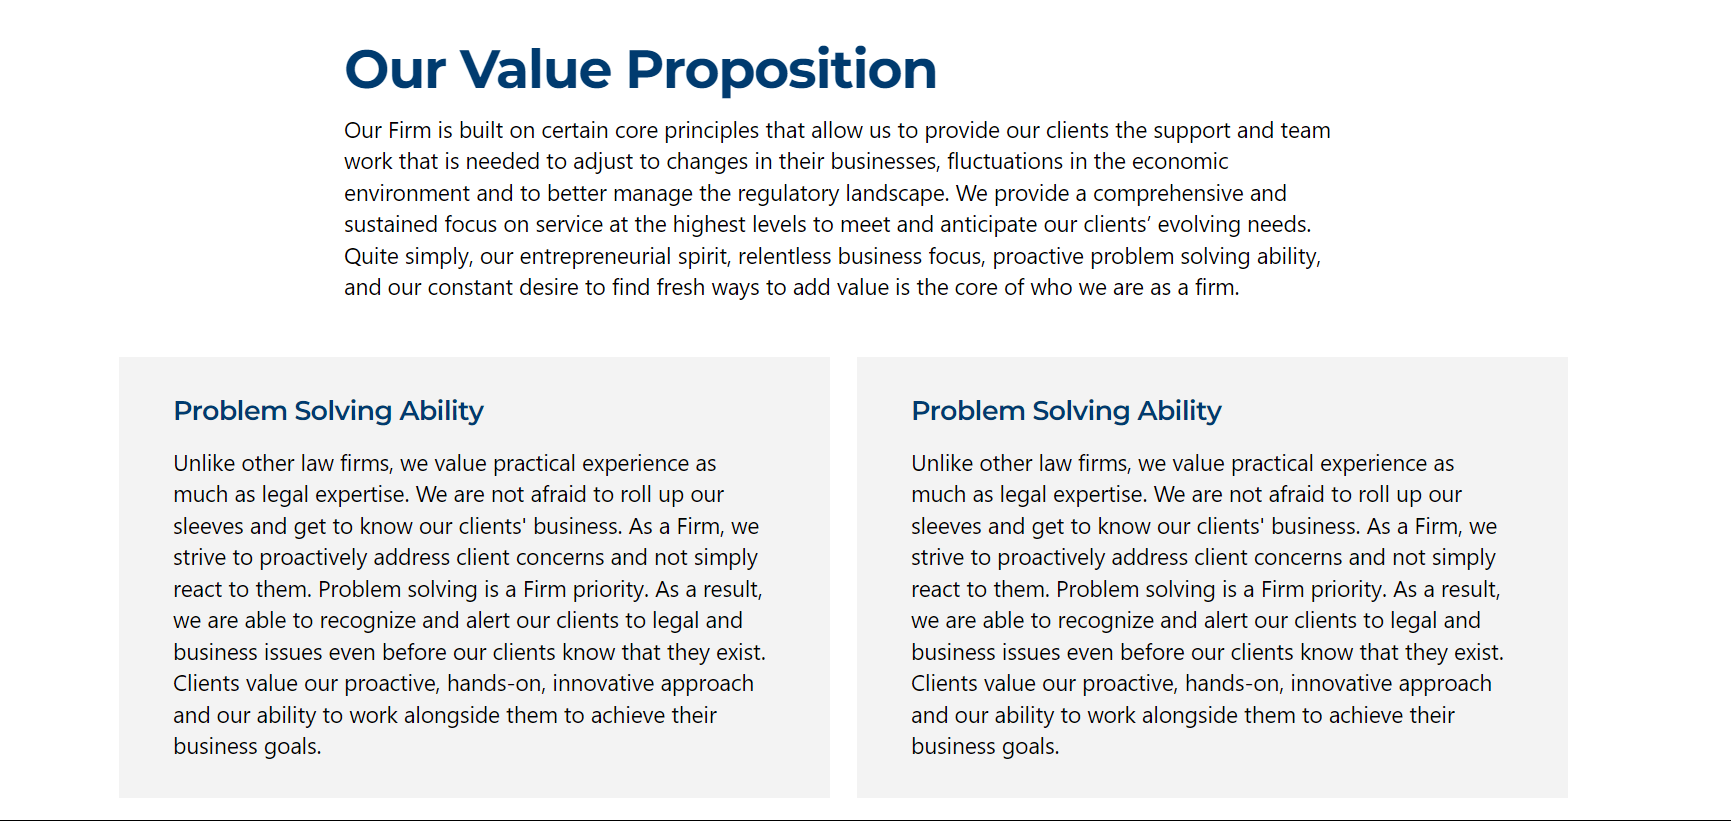 Our Value Proposition
Our Firm is built on certain core principles that allow us to provide our clients the support and team
work that is needed to adjust to changes in their businesses, fluctuations in the economic
environment and to better manage the regulatory landscape. We provide a comprehensive and
sustained focus on service at the highest levels to meet and anticipate our clients’ evolving needs.
Quite simply, our entrepreneurial spirit, relentless business focus, proactive problem solving ability,
and our constant desire to find fresh ways to add value is the core of who we are as a firm.
Problem Solving Ability
Unlike other law firms, we value practical experience as
much as legal expertise. We are not afraid to roll up our
sleeves and get to know our clients' business. As a Firm, we
strive to proactively address client concerns and not simply
react to them. Problem solving is a Firm priority. As a result,
we are able to recognize and alert our clients to legal and
business issues even before our clients know that they exist.
Clients value our proactive, hands-on, innovative approach
and our ability to work alongside them to achieve their
business goals.
Problem Solving Ability
Unlike other law firms, we value practical experience as
much as legal expertise. We are not afraid to roll up our
sleeves and get to know our clients' business. As a Firm, we
strive to proactively address client concerns and not simply
react to them. Problem solving is a Firm priority. As a result,
we are able to recognize and alert our clients to legal and
business issues even before our clients know that they exist.
Clients value our proactive, hands-on, innovative approach
and our ability to work alongside them to achieve their
business goals.